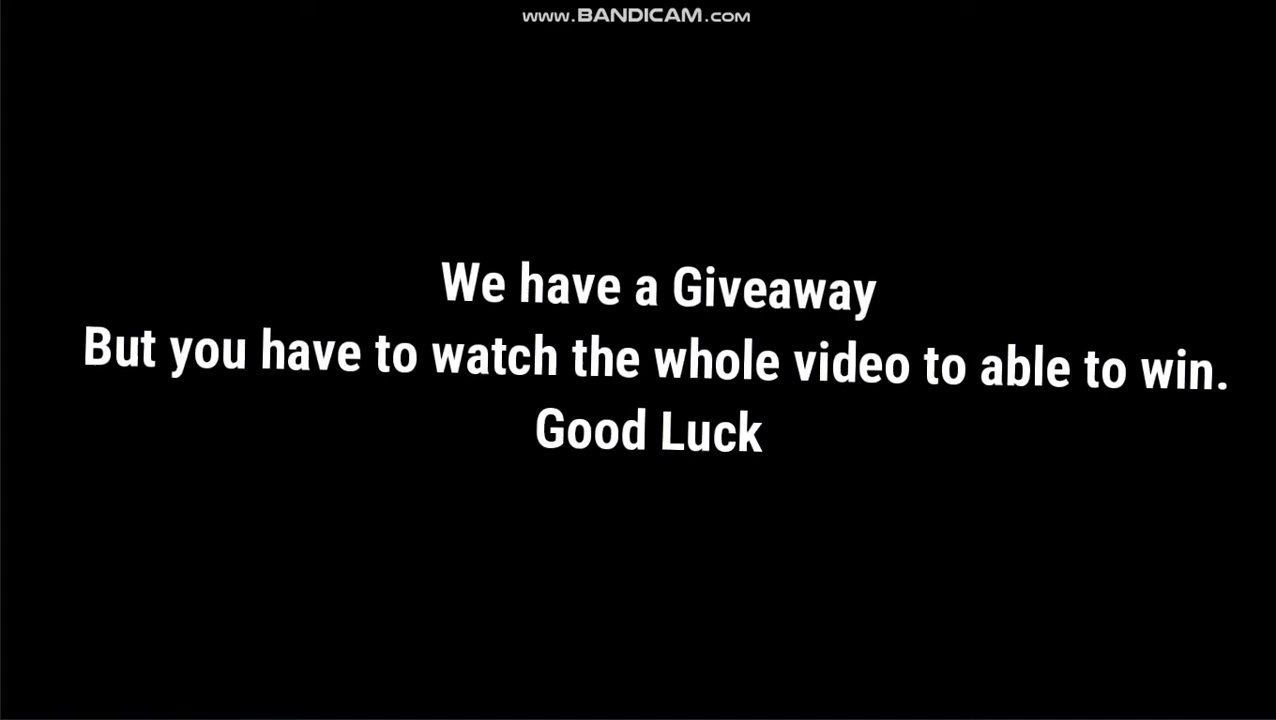 www.BANDICAM.com
We have a Giveaway
But you have to watch the whole video to able to win.
Good Luck